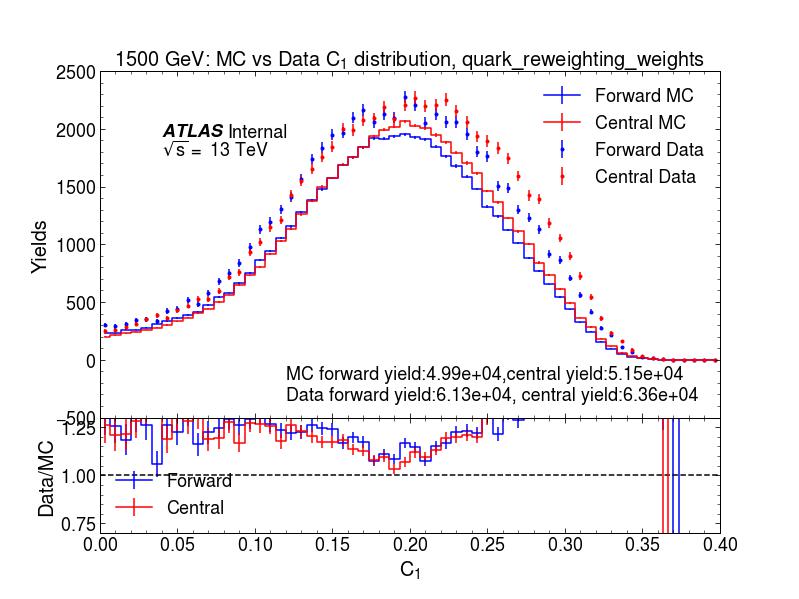 1500 GeV: MC vs Data C₁ distribution, quark_reweighting_weights
2500
2000
1500
1000
500
0
−500
Yields
ATLAS Internal
√s = 13 TeV
Forward MC
Central MC
Forward Data
Central Data
MC forward yield:4.99e+04,central yield:5.15e+04
Data forward yield:6.13e+04, central yield:6.36e+04
1.25
1.00
0.75
Data/MC
Forward
Central
0.00 0.05 0.10 0.15 0.20 0.25 0.30 0.35 0.40
C₁